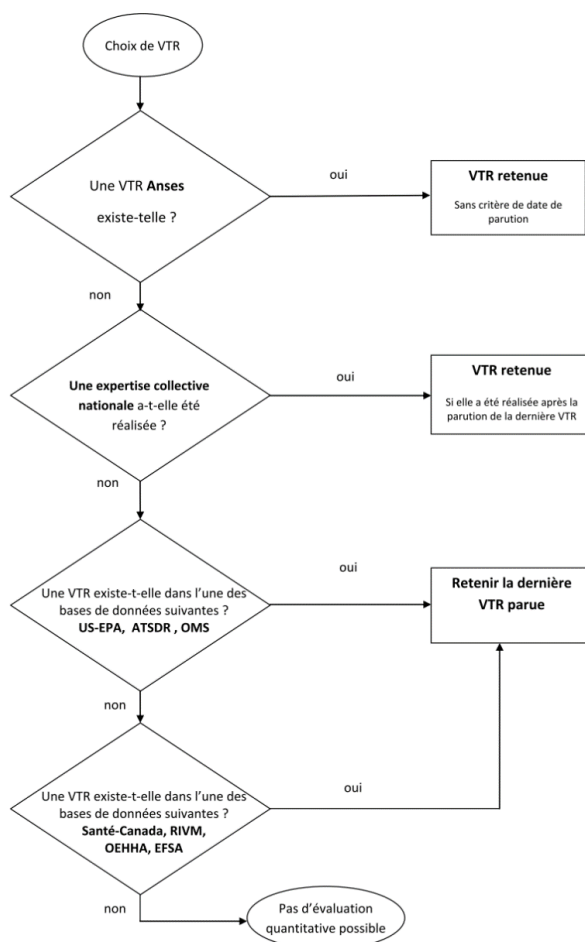 Choix de VTR
Une VTR Anses
existe-telle ?
oui
VTR retenue
Sans critère de date de
parution
non
Une expertise collective
nationale a-t-elle été
réalisée ?
oui
VTR retenue
Si elle a été réalisée après la
parution de la dernière VTR
non
Une VTR existe-t-elle dans l’une des
bases de données suivantes ?
US-EPA, ATSDR , OMS
oui
Retenir la dernière
VTR parue
non
Une VTR existe-t-elle dans l’une des
bases de données suivantes ?
Santé-Canada, RIVM,
OEHHA, EFSA
oui
non
Pas d’évaluation
quantitative possible